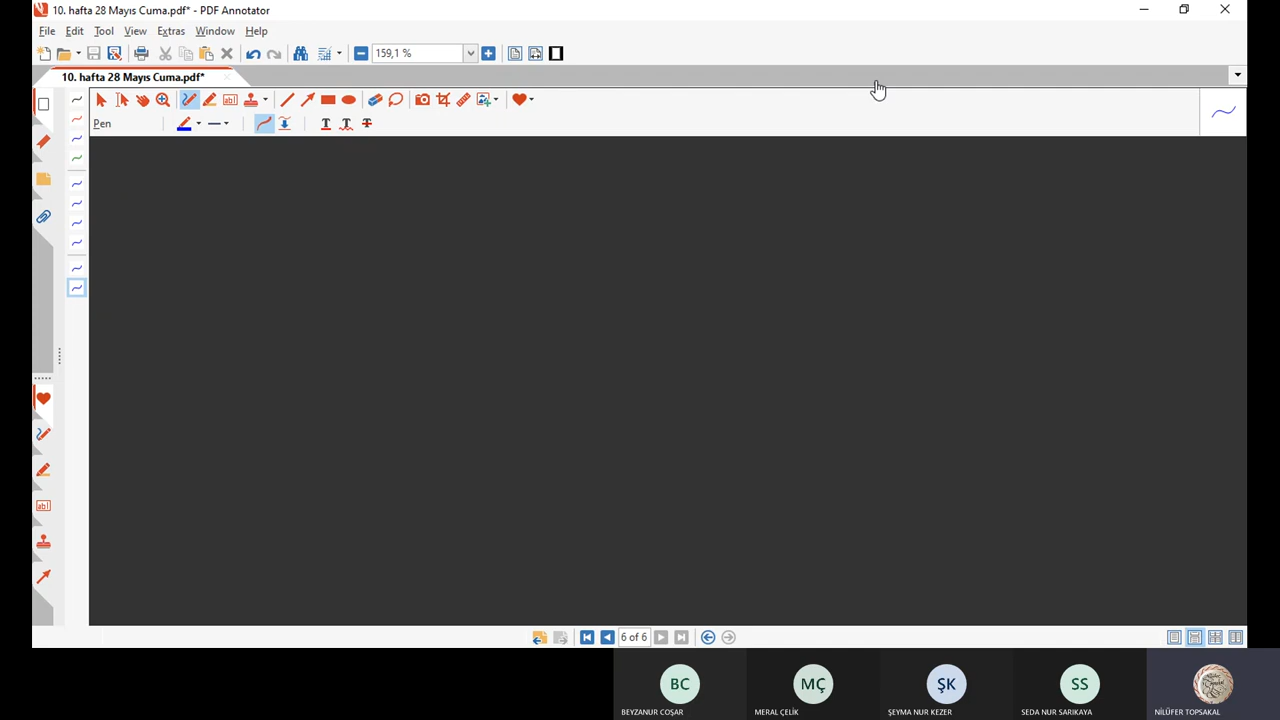 10. hafta 28 Mayıs Cuma.pdf* - PDF Annotator
File Edit Tool View Extras Window Help
159,1 %
10. hafta 28 Mayıs Cuma.pdf*
Pen
6 of 6
BC MÇ ŞK SS
BEYZANUR COŞAR MERAL ÇELİK ŞEYMA NUR KEZER SEDA NUR SARIKAYA NİLÜFER TOPSAKAL